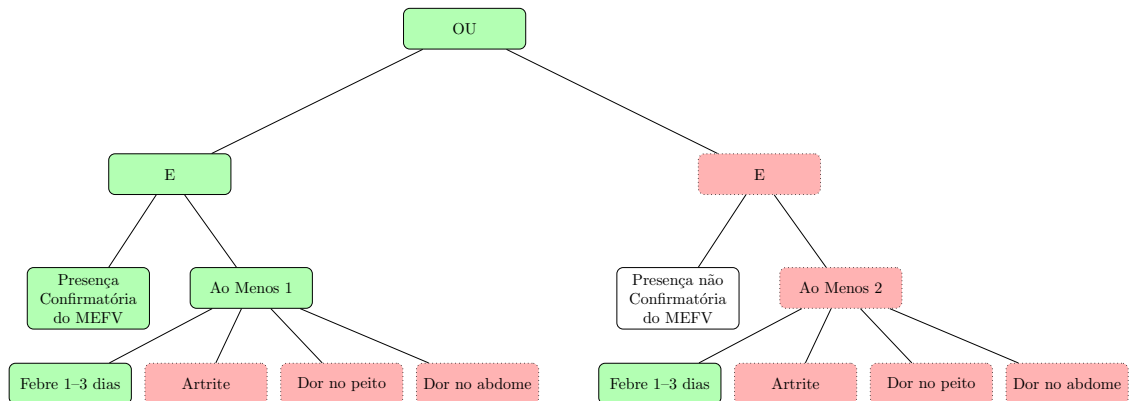 OU
E
E
Presença
Confirmatória
do MEFV
Ao Menos 1
Presença não
Confirmatória
do MEFV
Ao Menos 2
Febre 1–3 dias
Artrite
Dor no peito
Dor no abdome
Febre 1–3 dias
Artrite
Dor no peito
Dor no abdome